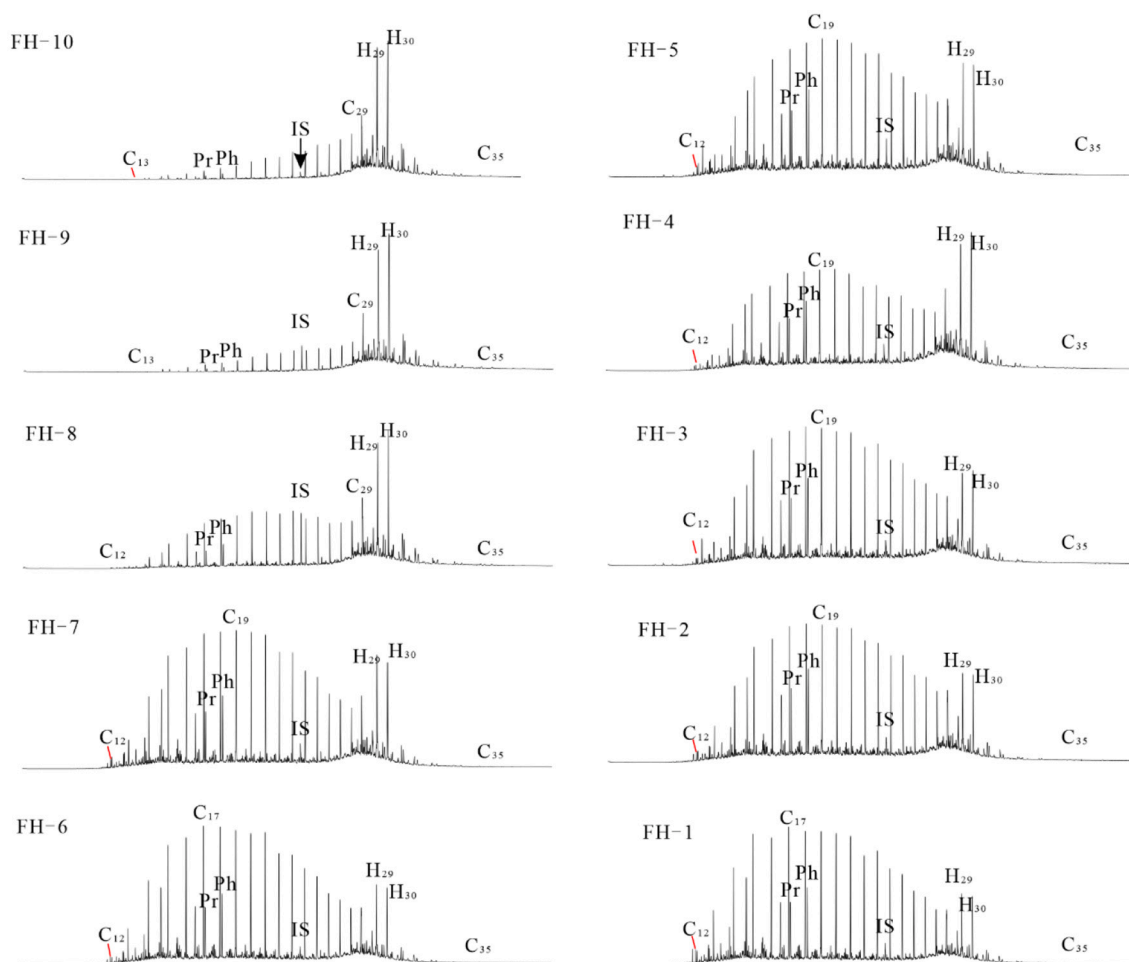 FH-10
H₃₀
H₂₉
C₂₉
IS
C₁₃
Pr
Ph
C₃₅
FH-9
H₃₀
H₂₉
C₂₉
IS
C₁₃
Pr
Ph
C₃₅
FH-8
H₃₀
H₂₉
IS
C₂₉
Ph
Pr
C₁₂
C₃₅
FH-7
C₁₉
H₂₉
H₃₀
Ph
Pr
C₁₂
IS
C₃₅
FH-6
C₁₇
H₂₉
H₃₀
Ph
Pr
IS
C₁₂
C₃₅
FH-5
C₁₉
H₂₉
H₃₀
Ph
Pr
C₁₂
IS
C₃₅
FH-4
C₁₉
H₂₉
H₃₀
Ph
Pr
C₁₂
IS
C₃₅
FH-3
C₁₉
H₂₉
H₃₀
Ph
Pr
C₁₂
IS
C₃₅
FH-2
C₁₉
H₂₉
H₃₀
Ph
Pr
C₁₂
IS
C₃₅
FH-1
C₁₇
H₂₉
H₃₀
Ph
Pr
C₁₂
IS
C₃₅